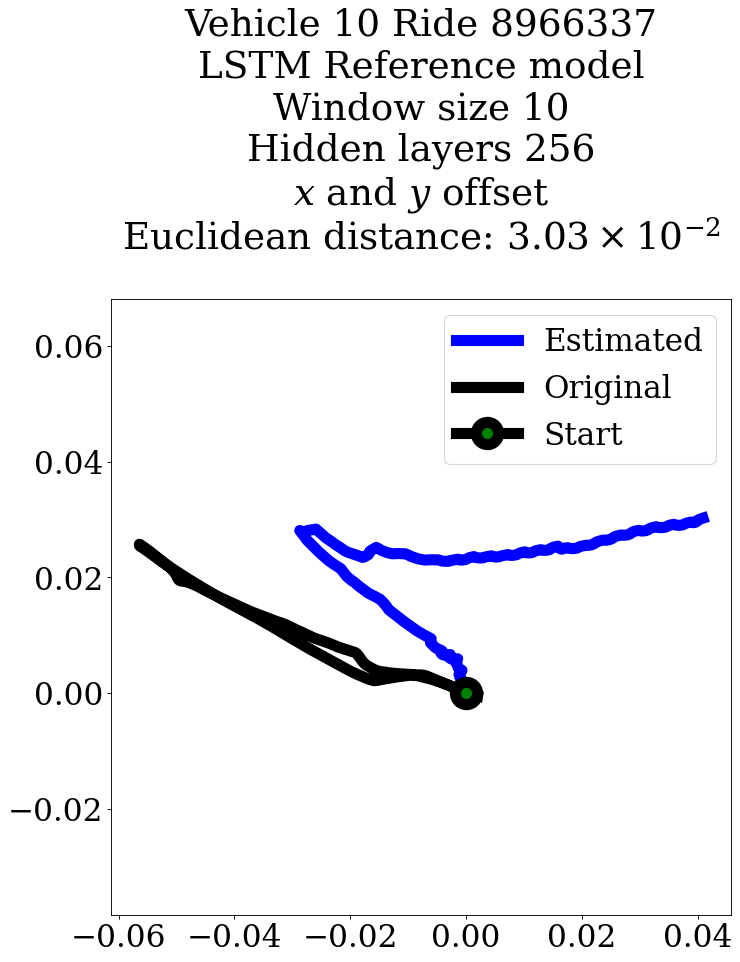 Vehicle 10 Ride 8966337
LSTM Reference model
Window size 10
Hidden layers 256
x and y offset
Euclidean distance: 3.03 × 10⁻²
Estimated
Original
Start
0.06
0.04
0.02
0.00
−0.02
−0.06 −0.04 −0.02 0.00 0.02 0.04